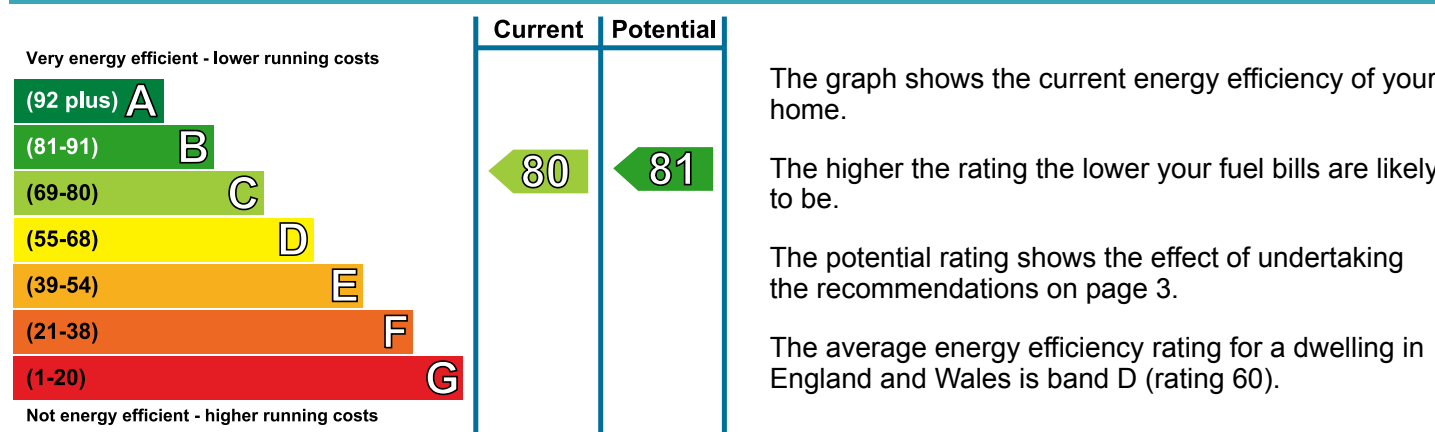 Current Potential
Very energy efficient - lower running costs
(92 plus) A
(81-91) B
(69-80) C
(55-68) D
(39-54) E
(21-38) F
(1-20) G
Not energy efficient - higher running costs
80 81
The graph shows the current energy efficiency of your
home.
The higher the rating the lower your fuel bills are likely
to be.
The potential rating shows the effect of undertaking
the recommendations on page 3.
The average energy efficiency rating for a dwelling in
England and Wales is band D (rating 60).